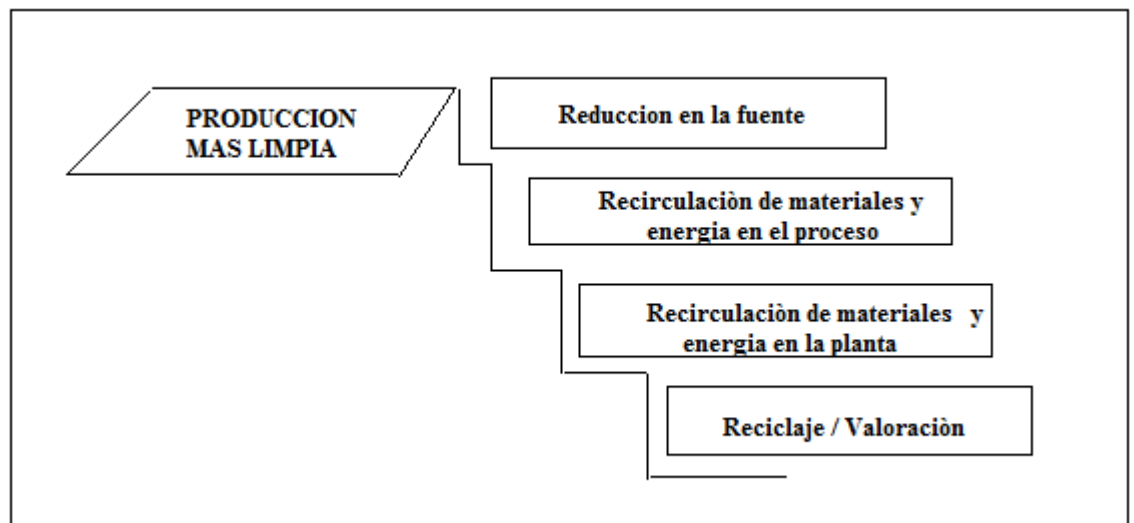 PRODUCCION
MAS LIMPIA
Reduccion en la fuente
Recirculaciòn de materiales y
energia en el proceso
Recirculaciòn de materiales y
energia en la planta
Reciclaje / Valoraciòn